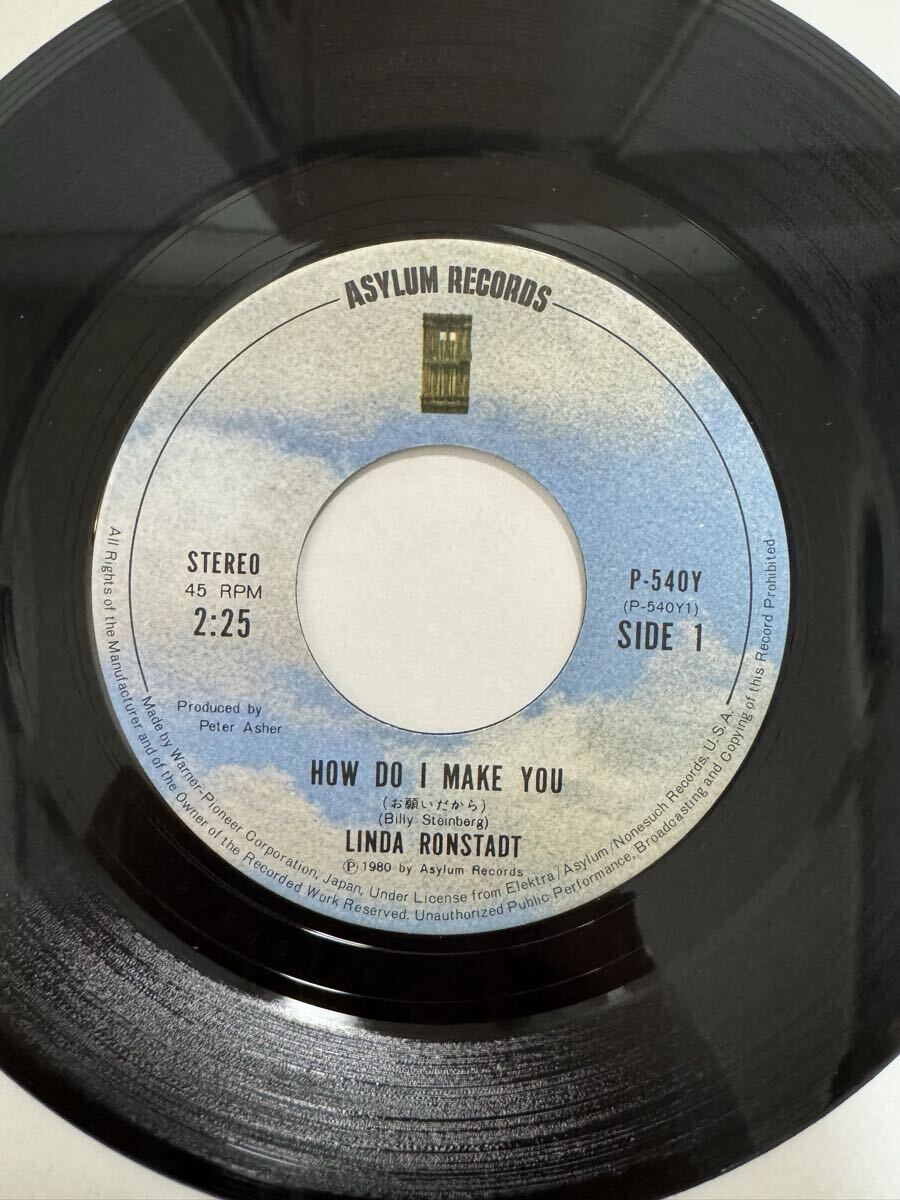 ASYLUM RECORDS
STEREO
45 RPM
2:25
P-540Y
(P-540Y1)
SIDE 1
Produced by
Peter Asher
HOW DO I MAKE YOU
(お願いだから)
(Billy Steinberg)
LINDA RONSTADT
Ⓟ 1980 by Asylum Records
Made by Warner-Pioneer Corporation, Japan, Under License from Elektra/Asylum/Nonesuch Records, U.S.A.
All Rights of the Manufacturer and of the Owner of the Recorded Work Reserved. Unauthorized Public Performance, Broadcasting and Copying of this Record Prohibited.